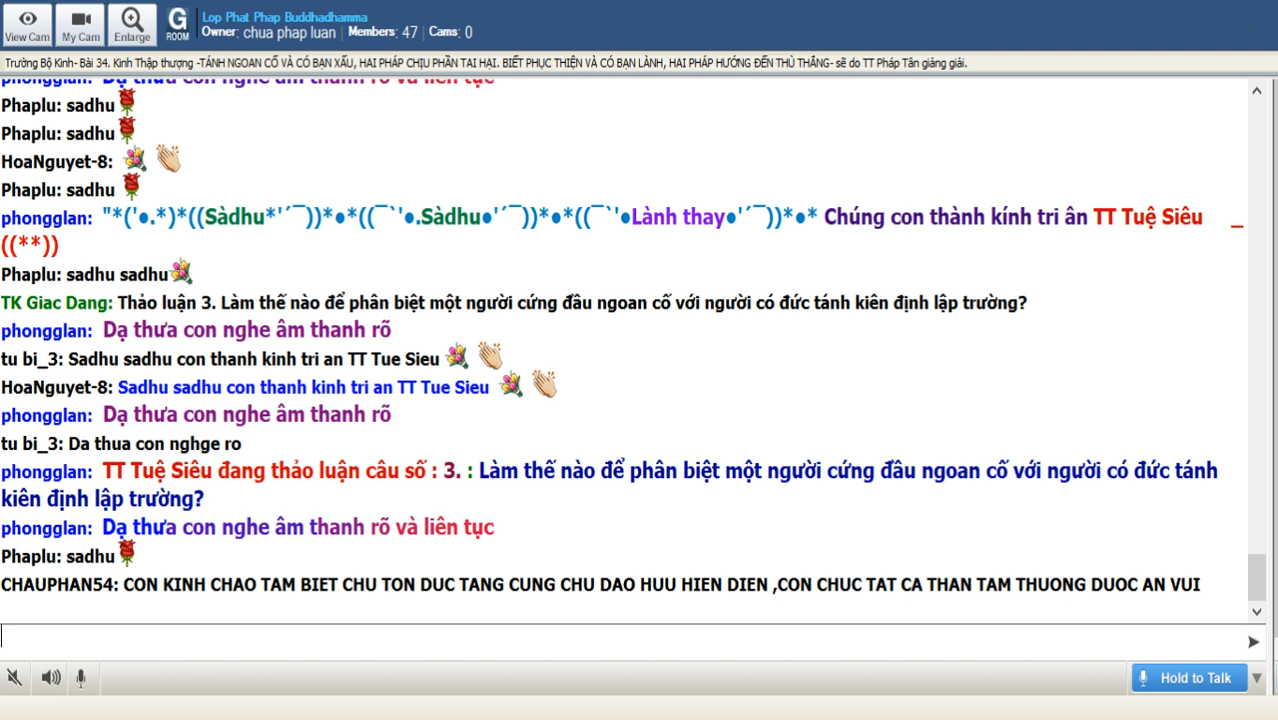 Lop Phat Phap Buddhadhamma
Owner: chua phap luan | Members: 47 | Cams: 0
View Cam
My Cam
Enlarge
G
ROOM
Trường Bộ Kinh- Bài 34. Kinh Thập thượng -TÁNH NGOAN CỐ VÀ CÓ BẠN XẤU, HAI PHÁP CHỊU PHẦN TAI HẠI. BIẾT PHỤC THIỆN VÀ CÓ BẠN LÀNH, HAI PHÁP HƯỚNG ĐẾN THÙ THẮNG- sẽ do TT Pháp Tân giảng giải.
phongglan: Dạ thưa con nghe âm thanh rõ và liên tục
Phaplu: sadhu
Phaplu: sadhu
HoaNguyet-8:
Phaplu: sadhu
phongglan: "*('●.*)*((Sàdhu*'´¯))*●*((¯`'●.Sàdhu●'´¯))*●*((¯`'●Lành thay●'´¯))*●* Chúng con thành kính tri ân TT Tuệ Siêu _
((**))
Phaplu: sadhu sadhu
TK Giac Dang: Thảo luận 3. Làm thế nào để phân biệt một người cứng đầu ngoan cố với người có đức tánh kiên định lập trường?
phongglan: Dạ thưa con nghe âm thanh rõ
tu bi_3: Sadhu sadhu con thanh kinh tri an TT Tue Sieu
HoaNguyet-8: Sadhu sadhu con thanh kinh tri an TT Tue Sieu
phongglan: Dạ thưa con nghe âm thanh rõ
tu bi_3: Da thua con nghge ro
phongglan: TT Tuệ Siêu đang thảo luận câu số : 3. : Làm thế nào để phân biệt một người cứng đầu ngoan cố với người có đức tánh
kiên định lập trường?
phongglan: Dạ thưa con nghe âm thanh rõ và liên tục
Phaplu: sadhu
CHAUPHAN54: CON KINH CHAO TAM BIET CHU TON DUC TANG CUNG CHU DAO HUU HIEN DIEN ,CON CHUC TAT CA THAN TAM THUONG DUOC AN VUI
Hold to Talk